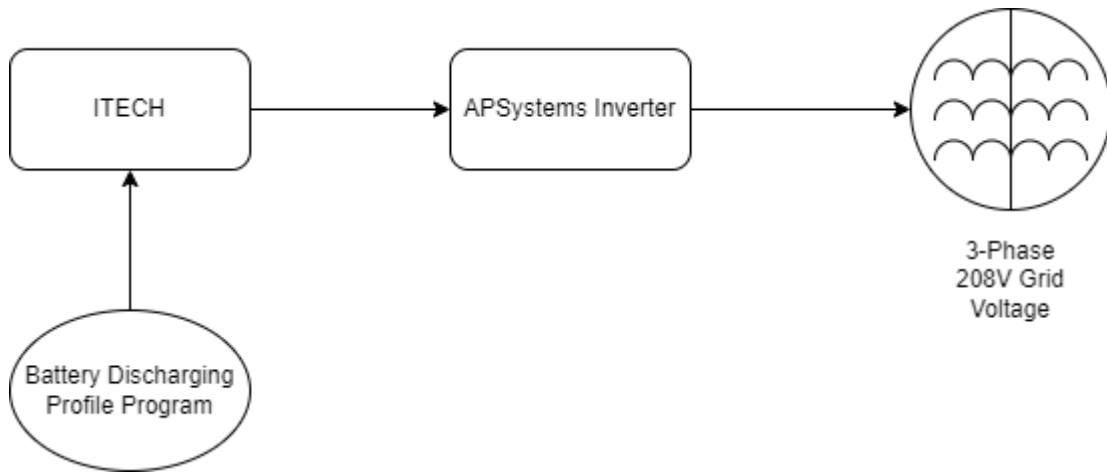 ITECH
APSystems Inverter
3-Phase
208V Grid
Voltage
Battery Discharging
Profile Program